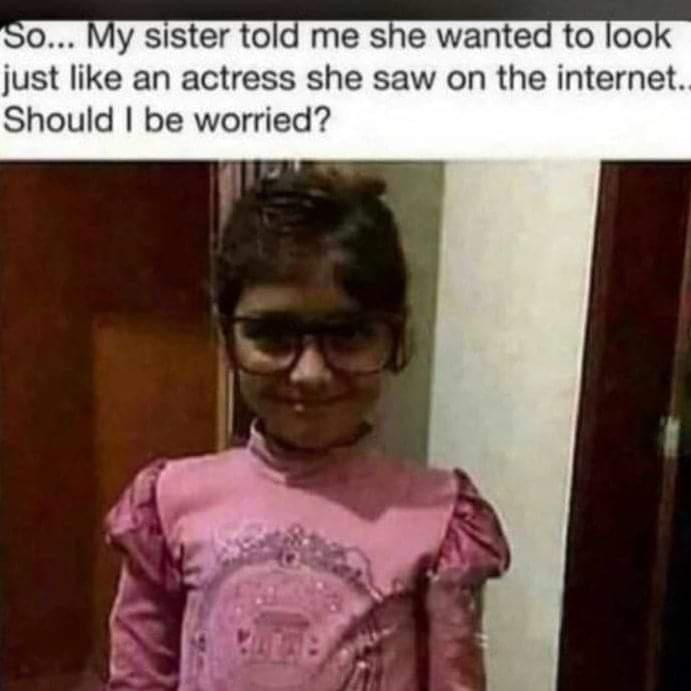 So... My sister told me she wanted to look
just like an actress she saw on the internet..
Should I be worried?